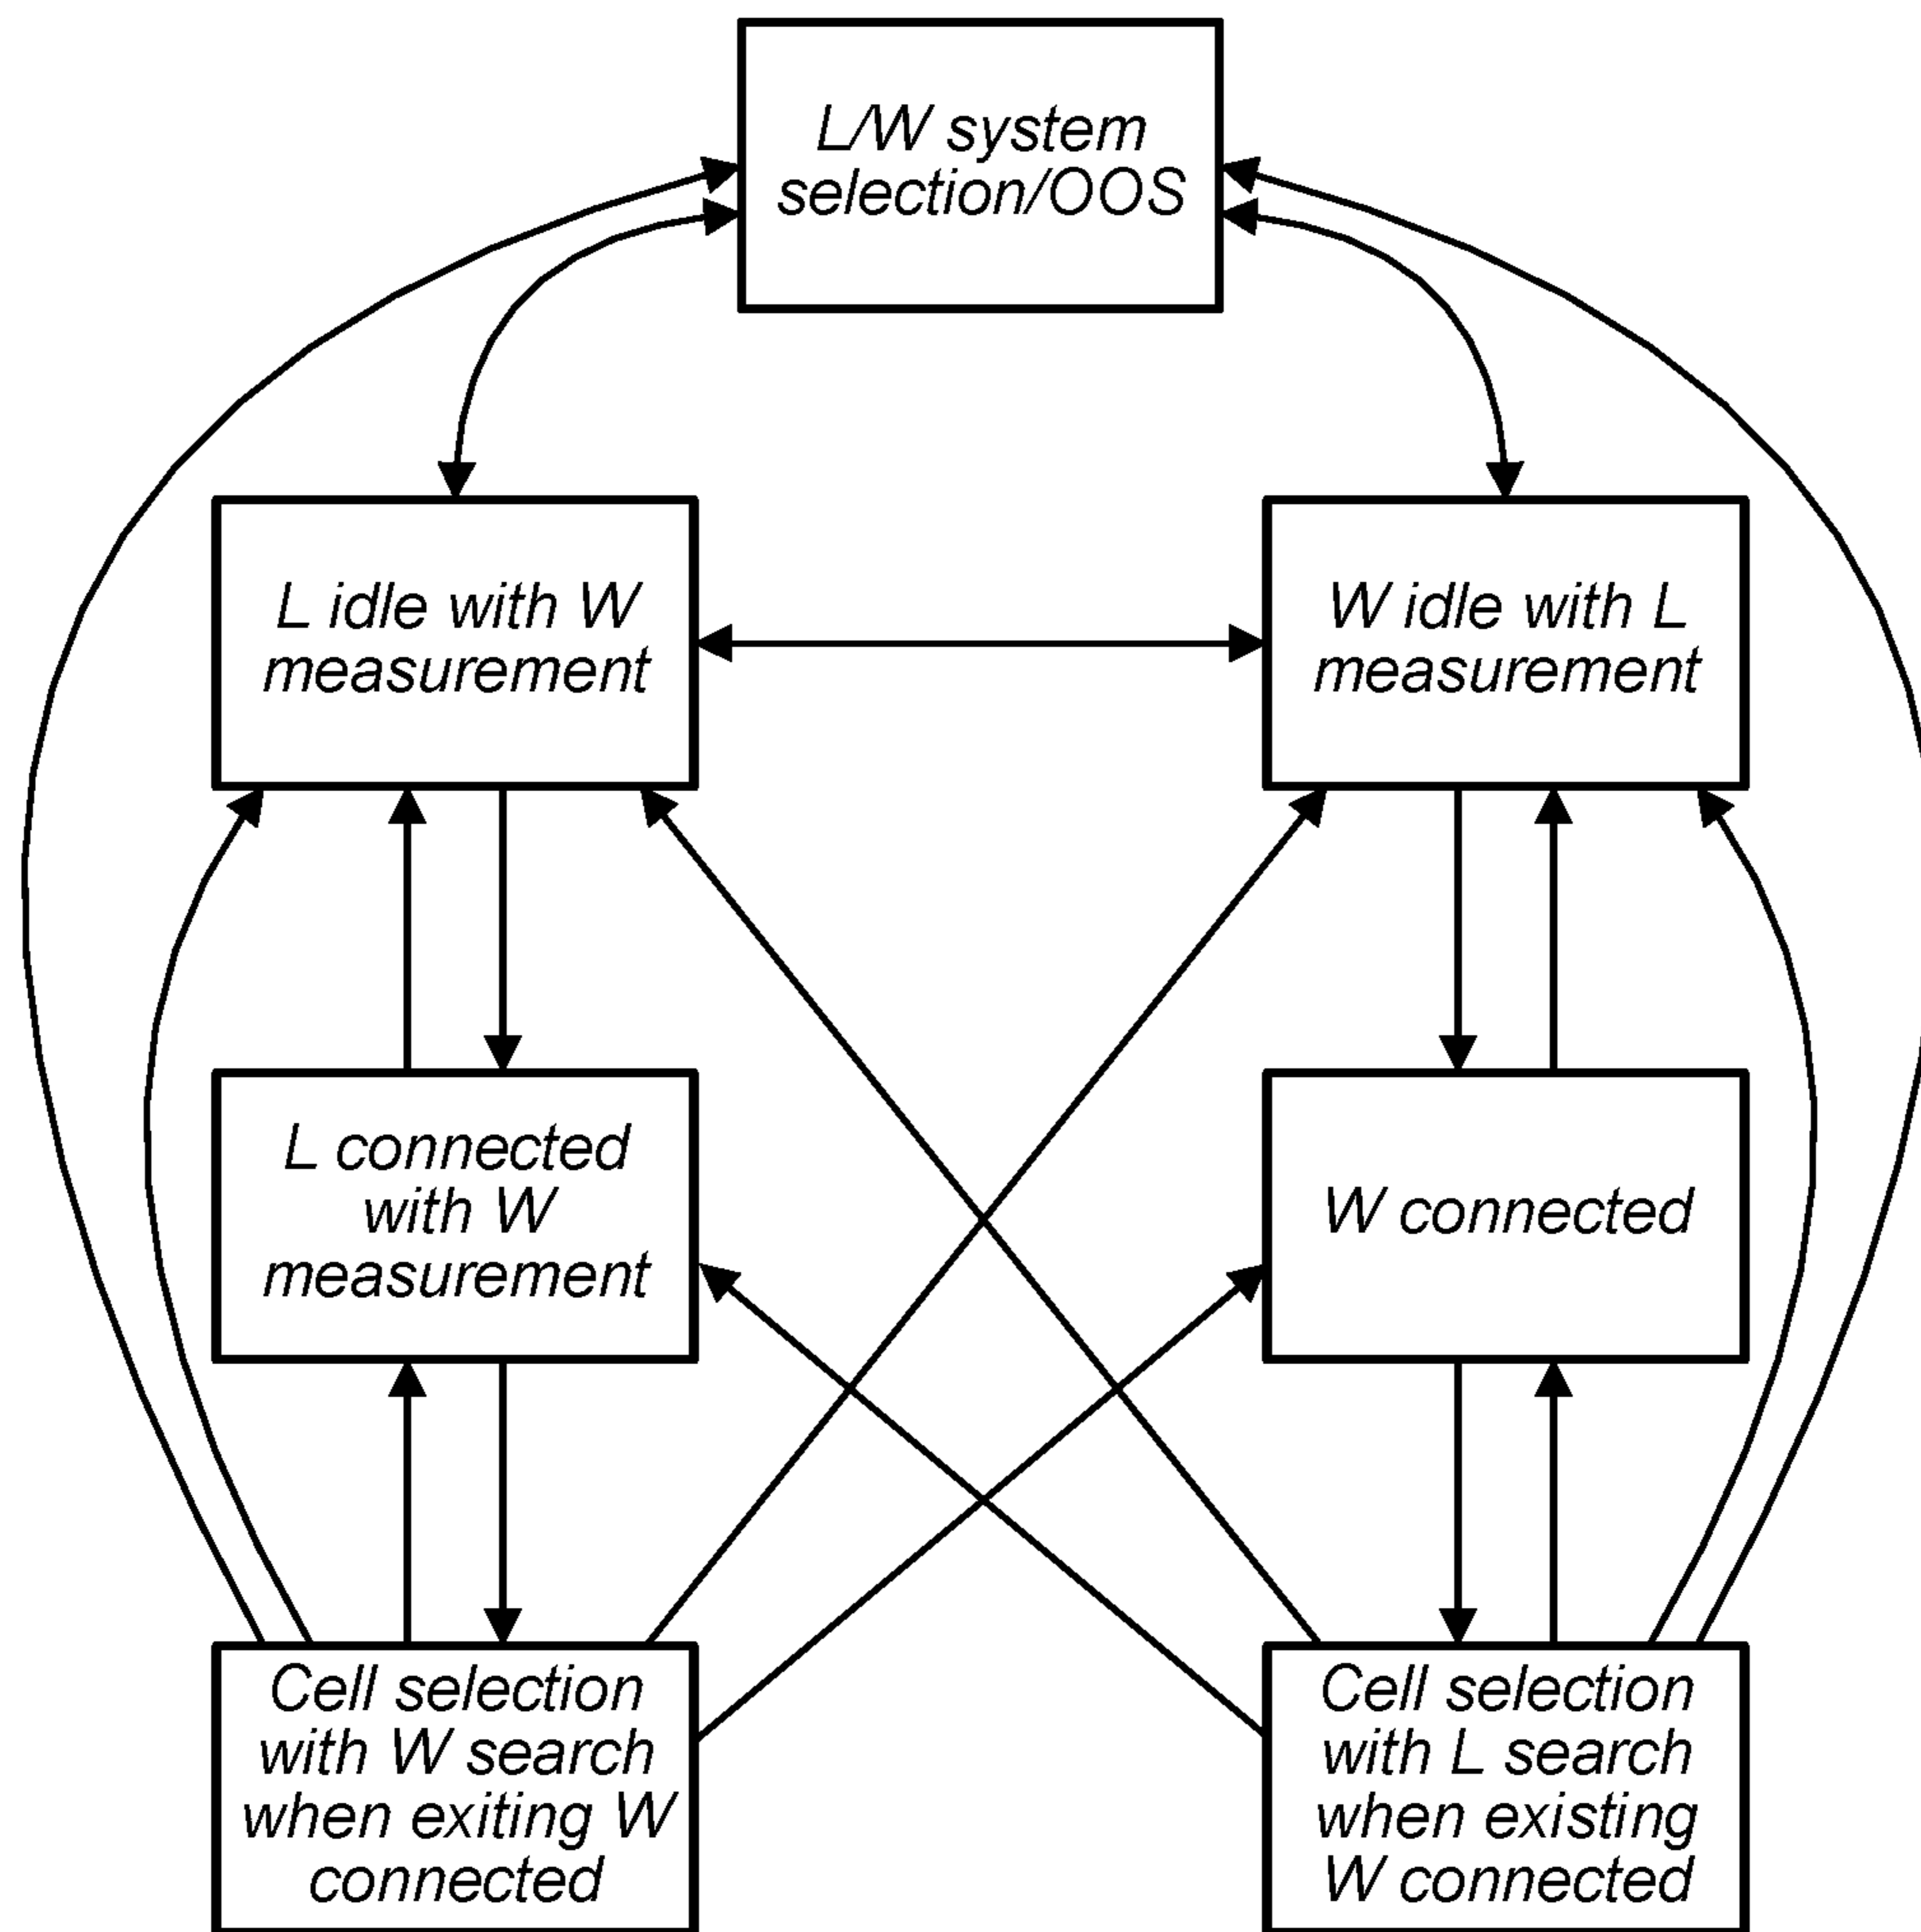 L/W system
selection/OOS
L idle with W
measurement
W idle with L
measurement
L connected
with W
measurement
W connected
Cell selection
with W search
when exiting W
connected
Cell selection
with L search
when existing
W connected